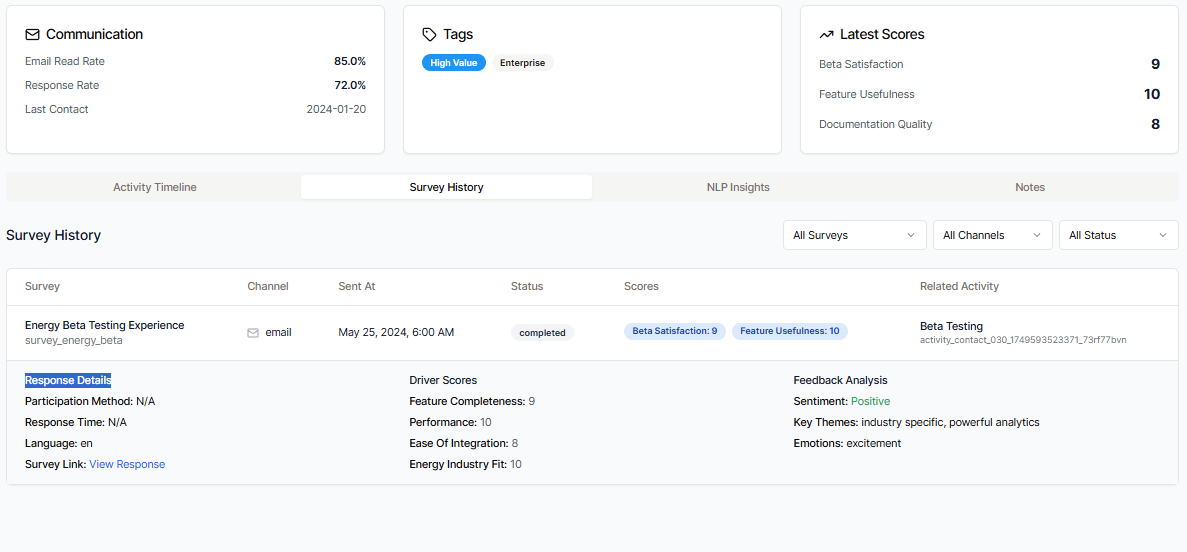 Communication
Email Read Rate 85.0%
Response Rate 72.0%
Last Contact 2024-01-20
Tags
High Value Enterprise
Latest Scores
Beta Satisfaction 9
Feature Usefulness 10
Documentation Quality 8
Activity Timeline Survey History NLP Insights Notes
Survey History All Surveys All Channels All Status
Survey Channel Sent At Status Scores Related Activity
Energy Beta Testing Experience
survey_energy_beta
email May 25, 2024, 6:00 AM completed Beta Satisfaction: 9 Feature Usefulness: 10
Beta Testing
activity_contact_030_1749593523371_73rf77bvn
Response Details
Participation Method: N/A
Response Time: N/A
Language: en
Survey Link: View Response
Driver Scores
Feature Completeness: 9
Performance: 10
Ease Of Integration: 8
Energy Industry Fit: 10
Feedback Analysis
Sentiment: Positive
Key Themes: industry specific, powerful analytics
Emotions: excitement